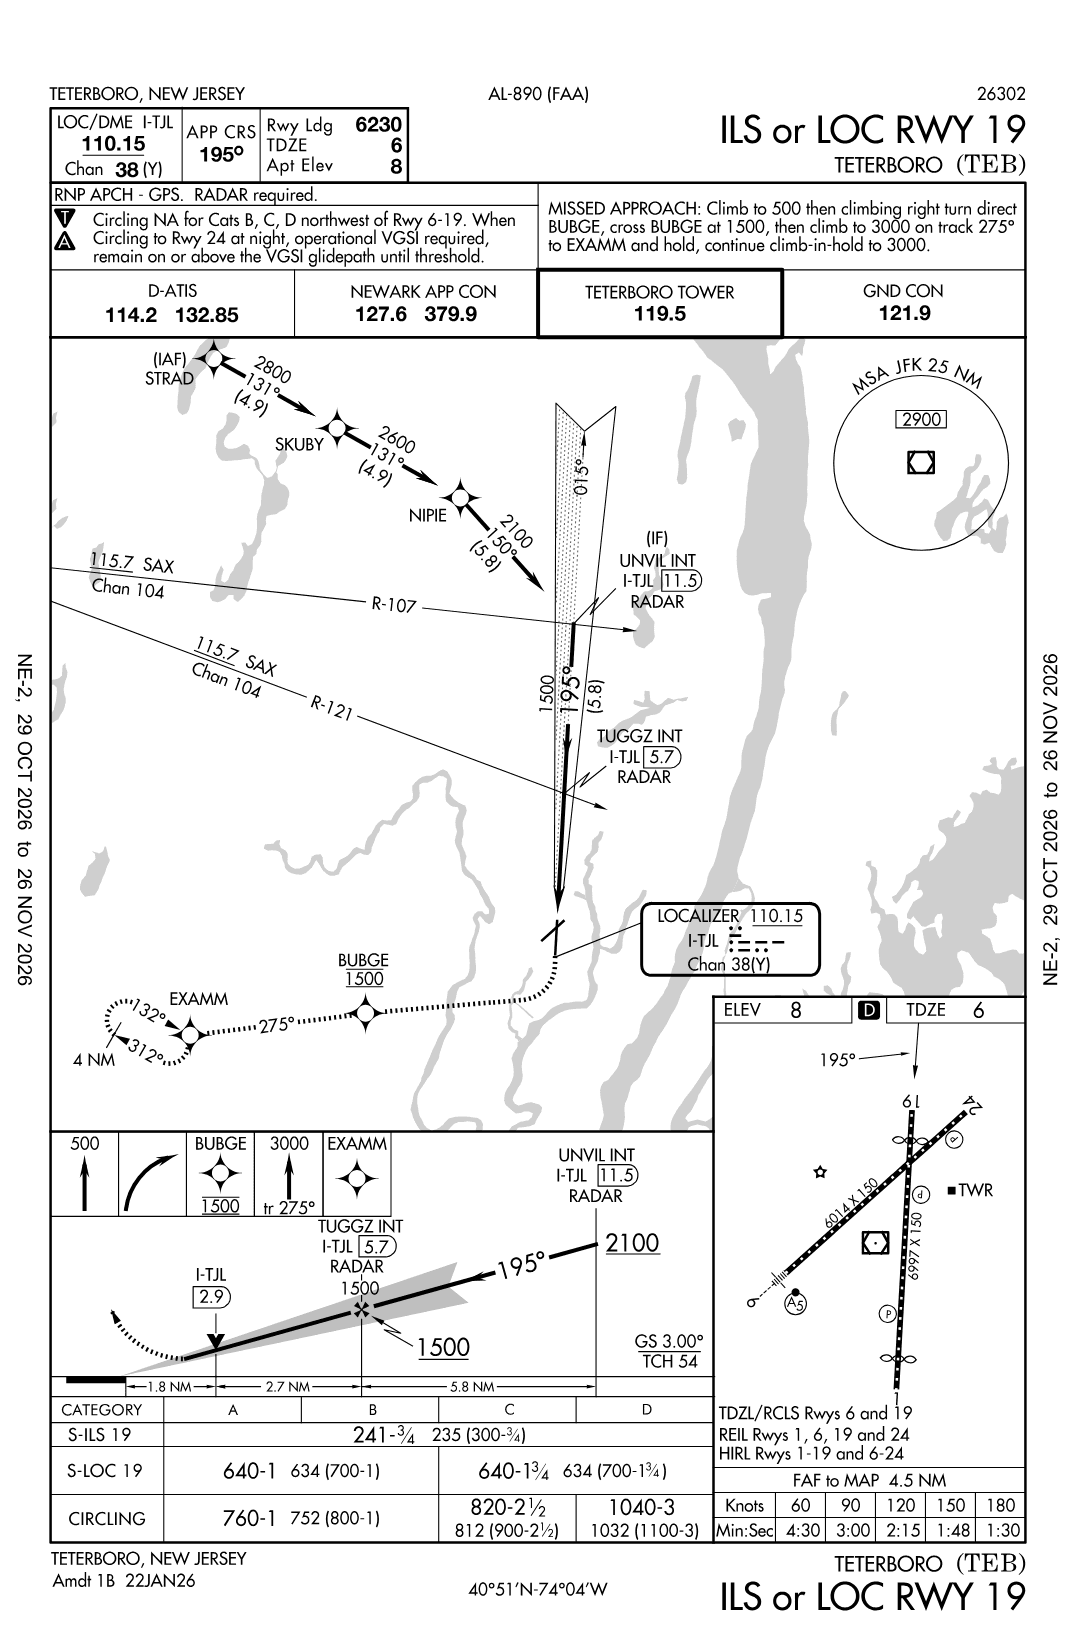 TETERBORO, NEW JERSEY
AL-890 (FAA)
26302
LOC/DME I-TJL
110.15
Chan 38 (Y)
APP CRS
195°
Rwy Ldg 6230
TDZE 6
Apt Elev 8
ILS or LOC RWY 19
TETERBORO (TEB)
RNP APCH - GPS. RADAR required.
T
A
Circling NA for Cats B, C, D northwest of Rwy 6-19. When
Circling to Rwy 24 at night, operational VGSI required,
remain on or above the VGSI glidepath until threshold.
MISSED APPROACH: Climb to 500 then climbing right turn direct
BUBGE, cross BUBGE at 1500, then climb to 3000 on track 275°
to EXAMM and hold, continue climb-in-hold to 3000.
D-ATIS
114.2 132.85
NEWARK APP CON
127.6 379.9
TETERBORO TOWER
119.5
GND CON
121.9
(IAF)
STRAD
2800
131°
(4.9)
SKUBY
2600
131°
(4.9)
NIPIE
2100
150°
(5.8)
015°
MSA JFK 25 NM
2900
(IF)
UNVIL INT
I-TJL 11.5
RADAR
115.7 SAX
Chan 104
R-107
115.7 SAX
Chan 104
R-121
1500
195°
(5.8)
TUGGZ INT
I-TJL 5.7
RADAR
LOCALIZER 110.15
I-TJL
Chan 38(Y)
BUBGE
1500
EXAMM
132°
312°
4 NM
275°
NE-2, 29 OCT 2026 to 26 NOV 2026
NE-2, 29 OCT 2026 to 26 NOV 2026
ELEV 8
D
TDZE 6
195°
19
24
P
6014 X 150
P
TWR
6997 X 150
6
A5
P
1
TDZL/RCLS Rwys 6 and 19
REIL Rwys 1, 6, 19 and 24
HIRL Rwys 1-19 and 6-24
FAF to MAP 4.5 NM
Knots 60 90 120 150 180
Min:Sec 4:30 3:00 2:15 1:48 1:30
500
BUBGE
1500
3000
tr 275°
EXAMM
UNVIL INT
I-TJL 11.5
RADAR
TUGGZ INT
I-TJL 5.7
RADAR
1500
I-TJL
2.9
195°
2100
1500
GS 3.00°
TCH 54
1.8 NM
2.7 NM
5.8 NM
CATEGORY A B C D
S-ILS 19 241-¾ 235 (300-¾)
S-LOC 19 640-1 634 (700-1) 640-1¾ 634 (700-1¾)
CIRCLING 760-1 752 (800-1) 820-2½ 812 (900-2½) 1040-3 1032 (1100-3)
TETERBORO, NEW JERSEY
Amdt 1B 22JAN26
40°51'N-74°04'W
TETERBORO (TEB)
ILS or LOC RWY 19